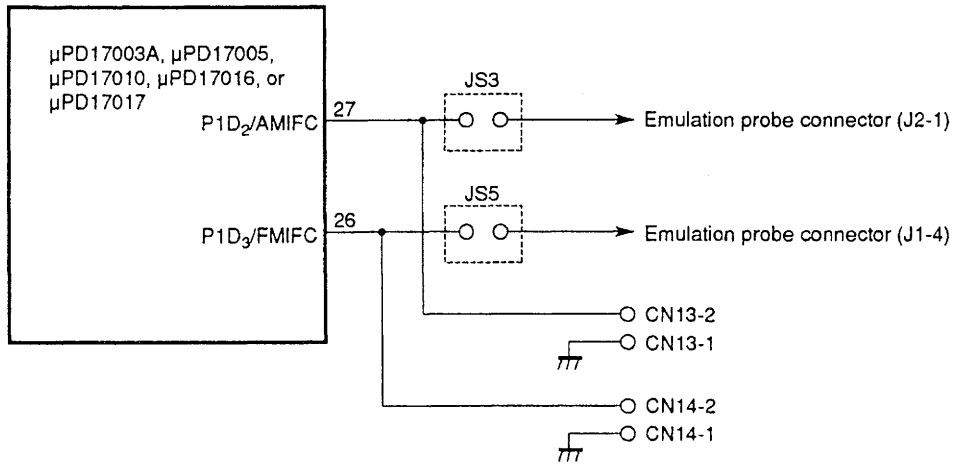 µPD17003A, µPD17005,
µPD17010, µPD17016, or
µPD17017
P1D₂/AMIFC
27
JS3
Emulation probe connector (J2-1)
P1D₃/FMIFC
26
JS5
Emulation probe connector (J1-4)
CN13-2
CN13-1
CN14-2
CN14-1